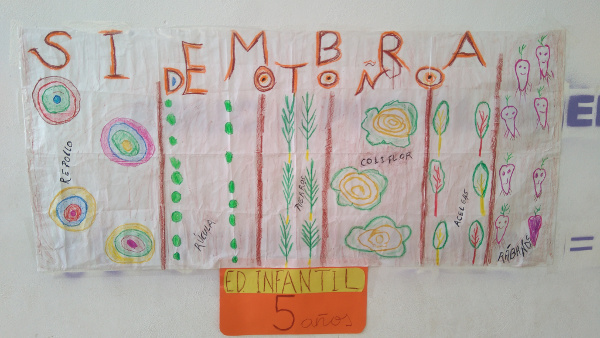 SIEMBRA
DE OTOÑO
REPOLLO
RÚCULA
PUERROS
COLIFLOR
ACELGAS
RÁBANOS
ED INFANTIL
5 años